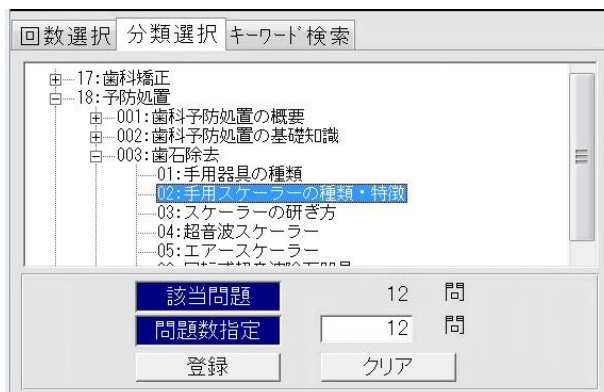 回数選択 分類選択 キーワード検索
17:歯科矯正
18:予防処置
001:歯科予防処置の概要
002:歯科予防処置の基礎知識
003:歯石除去
01:手用器具の種類
02:手用スケーラーの種類・特徴
03:スケーラーの研ぎ方
04:超音波スケーラー
05:エアースケーラー
該当問題 12 問
問題数指定 12 問
登録 クリア